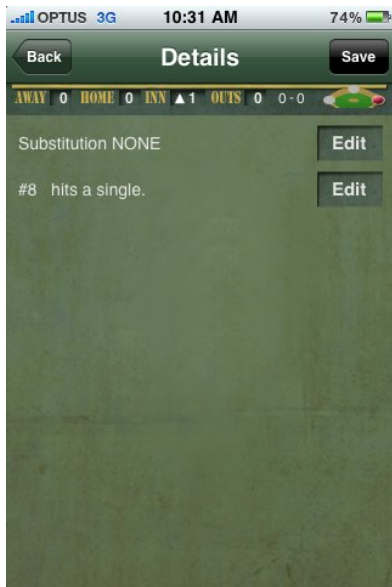 OPTUS 3G 10:31 AM 74%
Back Details Save
AWAY 0 HOME 0 INN ▲1 OUTS 0 0-0
Substitution NONE Edit
#8 hits a single. Edit